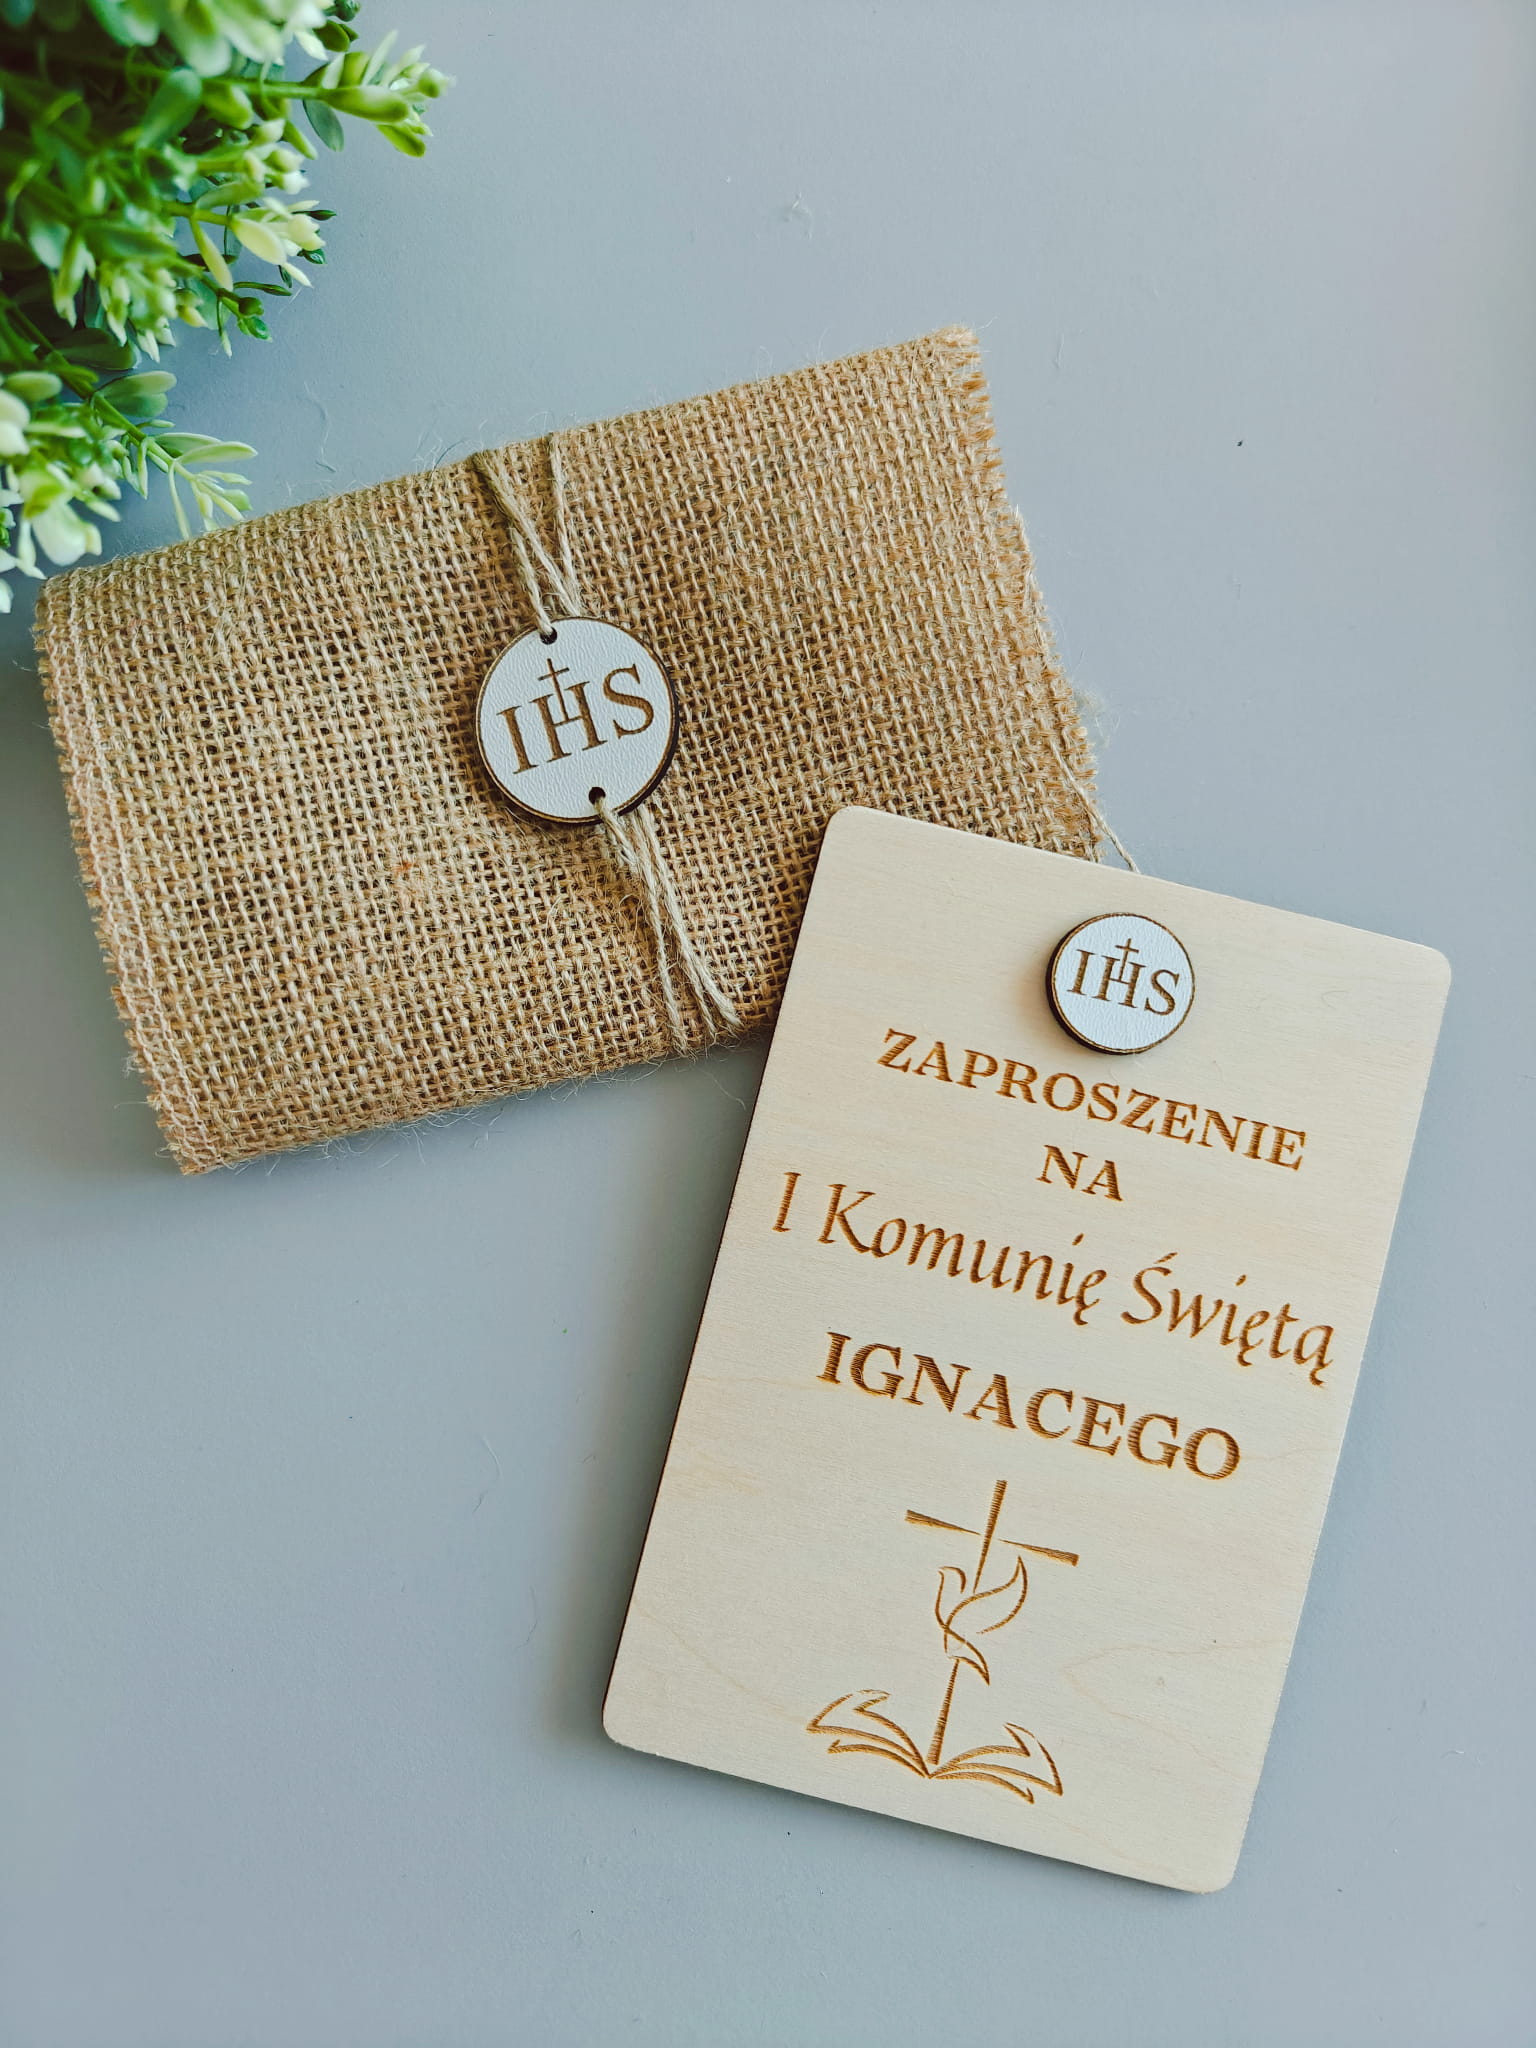 IHS
IHS
ZAPROSZENIE
NA
I Komunię Świętą
IGNACEGO